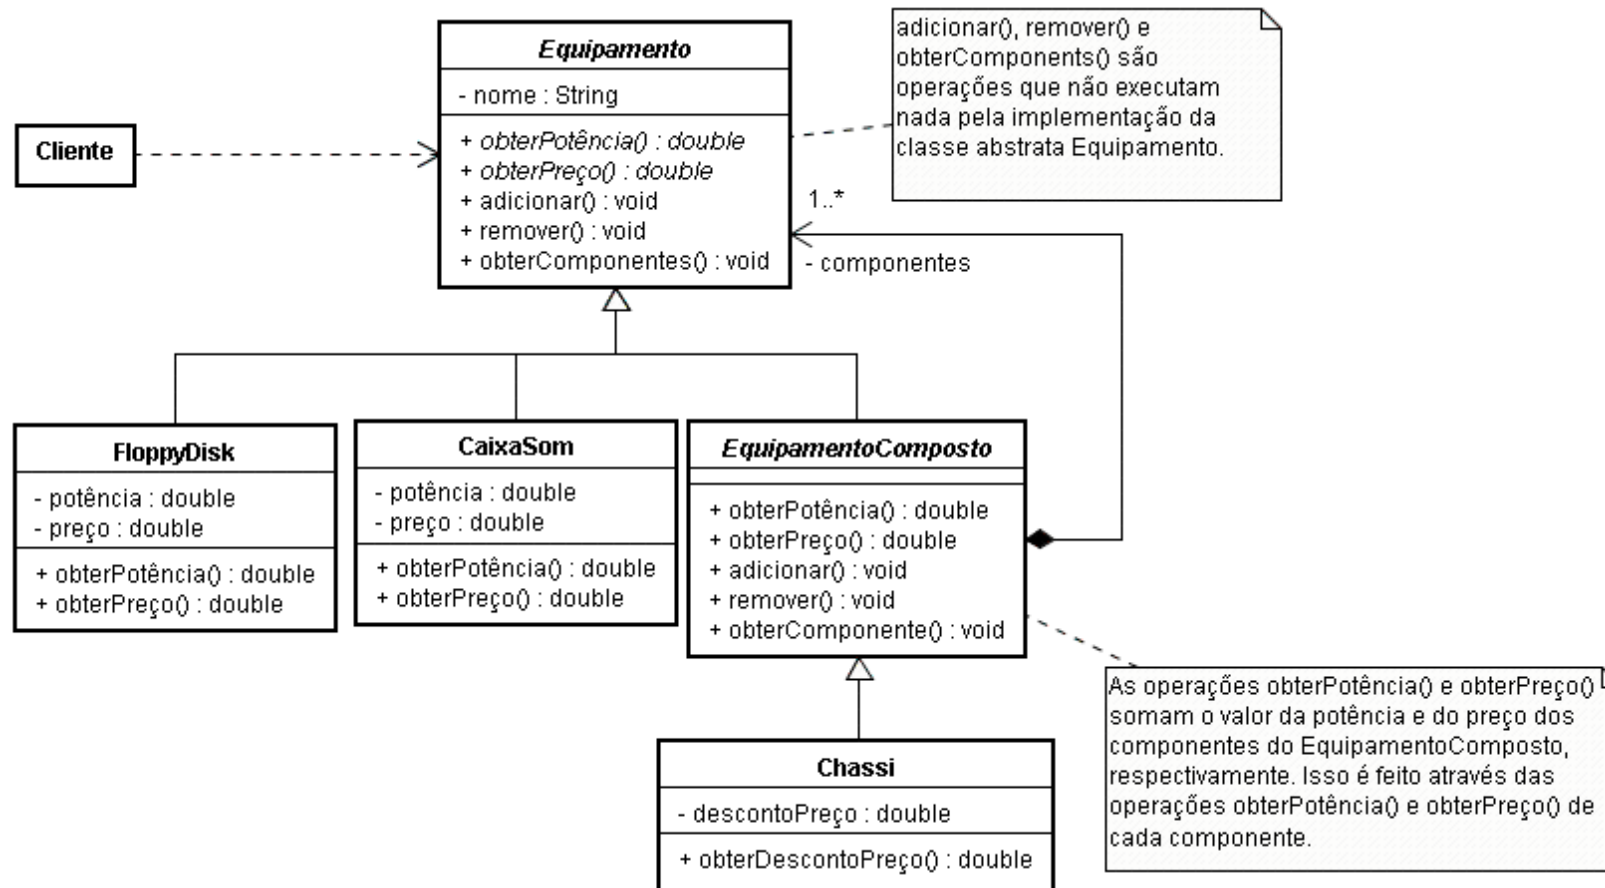 Equipamento
- nome : String
+ obterPotência() : double
+ obterPreço() : double
+ adicionar() : void
+ remover() : void
+ obterComponentes() : void
adicionar(), remover() e
obterComponents() são
operações que não executam
nada pela implementação da
classe abstrata Equipamento.
Cliente
1..*
- componentes
FloppyDisk
- potência : double
- preço : double
+ obterPotência() : double
+ obterPreço() : double
CaixaSom
- potência : double
- preço : double
+ obterPotência() : double
+ obterPreço() : double
EquipamentoComposto
+ obterPotência() : double
+ obterPreço() : double
+ adicionar() : void
+ remover() : void
+ obterComponente() : void
Chassi
- descontoPreço : double
+ obterDescontoPreço() : double
As operações obterPotência() e obterPreço()
somam o valor da potência e do preço dos
componentes do EquipamentoComposto,
respectivamente. Isso é feito através das
operações obterPotência() e obterPreço() de
cada componente.